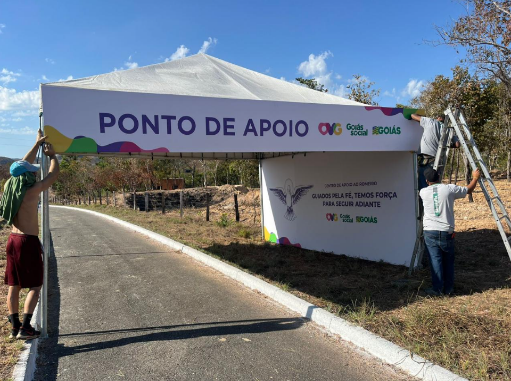 PONTO DE APOIO OVG Goiás social GOIÁS
CENTRO DE APOIO AO ROMEIRO
GUIADOS PELA FÉ, TEMOS FORÇA
PARA SEGUIR ADIANTE
OVG Goiás social GOIÁS